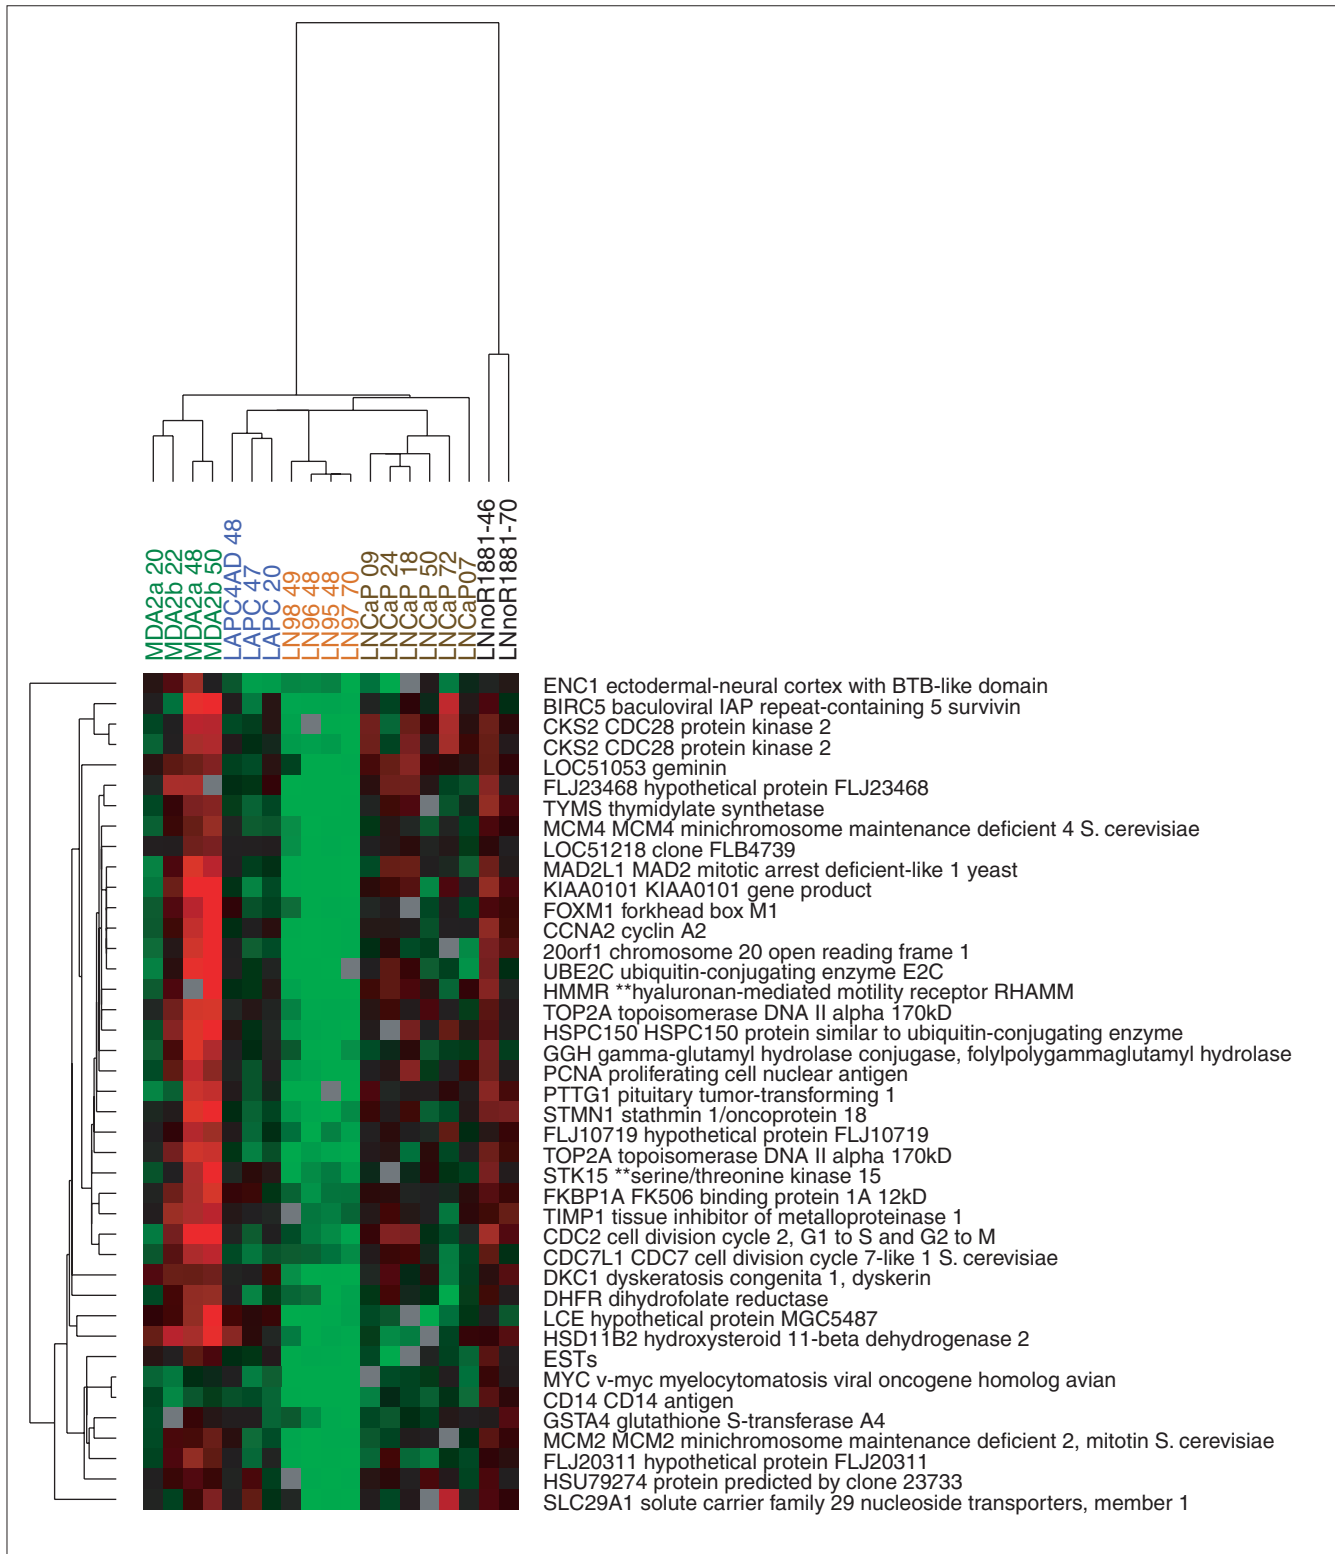 MDA2a 20
MDA2b 22
MDA2a 48
MDA2b 50
LAPC4AD 48
LAPC 47
LAPC 20
LN98 49
LN96 48
LN95 48
LN97 70
LNCaP 09
LNCaP 24
LNCaP 18
LNCaP 50
LNCaP 72
LNCaP07
LNnoR1881-46
LNnoR1881-70
ENC1 ectodermal-neural cortex with BTB-like domain
BIRC5 baculoviral IAP repeat-containing 5 survivin
CKS2 CDC28 protein kinase 2
CKS2 CDC28 protein kinase 2
LOC51053 geminin
FLJ23468 hypothetical protein FLJ23468
TYMS thymidylate synthetase
MCM4 MCM4 minichromosome maintenance deficient 4 S. cerevisiae
LOC51218 clone FLB4739
MAD2L1 MAD2 mitotic arrest deficient-like 1 yeast
KIAA0101 KIAA0101 gene product
FOXM1 forkhead box M1
CCNA2 cyclin A2
20orf1 chromosome 20 open reading frame 1
UBE2C ubiquitin-conjugating enzyme E2C
HMMR **hyaluronan-mediated motility receptor RHAMM
TOP2A topoisomerase DNA II alpha 170kD
HSPC150 HSPC150 protein similar to ubiquitin-conjugating enzyme
GGH gamma-glutamyl hydrolase conjugase, folylpolygammaglutamyl hydrolase
PCNA proliferating cell nuclear antigen
PTTG1 pituitary tumor-transforming 1
STMN1 stathmin 1/oncoprotein 18
FLJ10719 hypothetical protein FLJ10719
TOP2A topoisomerase DNA II alpha 170kD
STK15 **serine/threonine kinase 15
FKBP1A FK506 binding protein 1A 12kD
TIMP1 tissue inhibitor of metalloproteinase 1
CDC2 cell division cycle 2, G1 to S and G2 to M
CDC7L1 CDC7 cell division cycle 7-like 1 S. cerevisiae
DKC1 dyskeratosis congenita 1, dyskerin
DHFR dihydrofolate reductase
LCE hypothetical protein MGC5487
HSD11B2 hydroxysteroid 11-beta dehydrogenase 2
ESTs
MYC v-myc myelocytomatosis viral oncogene homolog avian
CD14 CD14 antigen
GSTA4 glutathione S-transferase A4
MCM2 MCM2 minichromosome maintenance deficient 2, mitotin S. cerevisiae
FLJ20311 hypothetical protein FLJ20311
HSU79274 protein predicted by clone 23733
SLC29A1 solute carrier family 29 nucleoside transporters, member 1